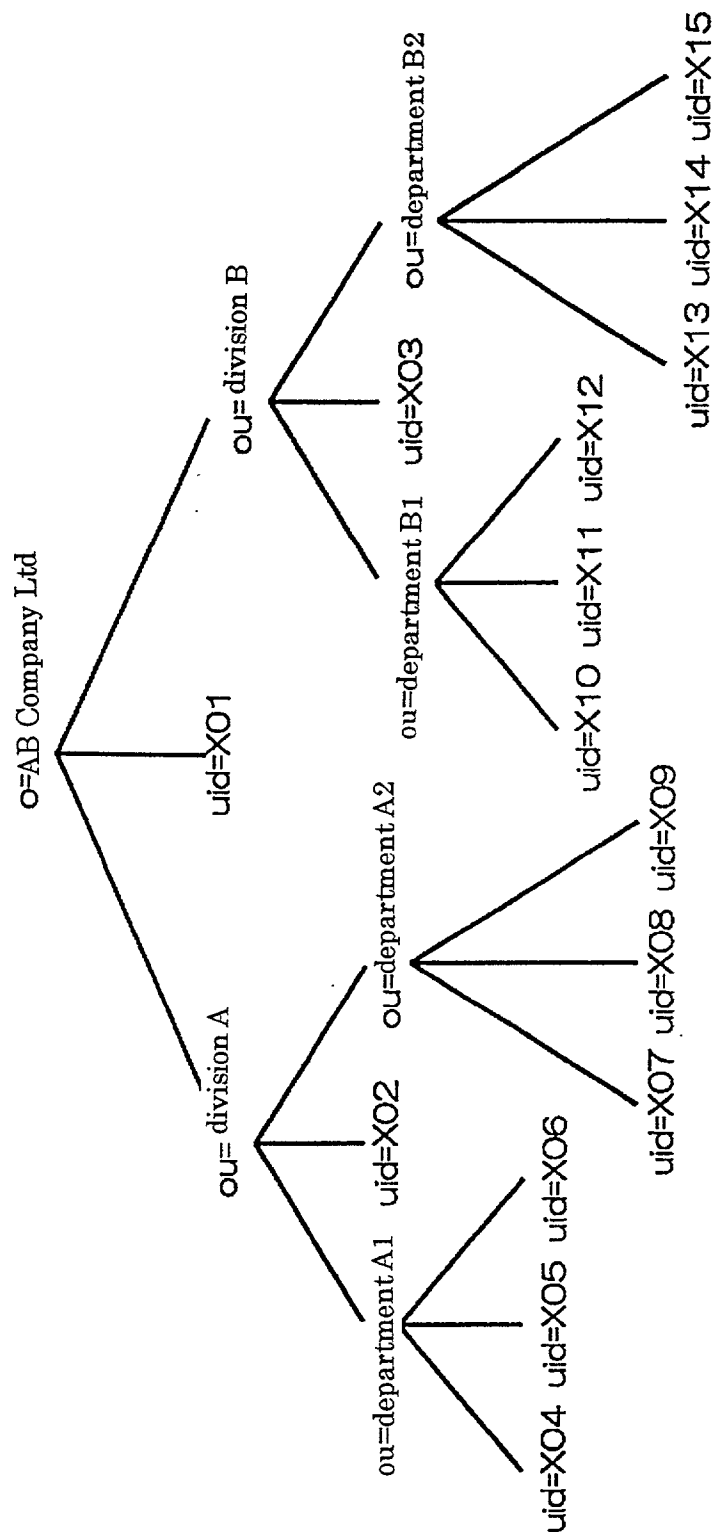 o=AB Company Ltd
ou= division A
uid=X01
ou= division B
ou=department A1
uid=X02
ou=department A2
ou=department B1
uid=X03
ou=department B2
uid=X04 uid=X05 uid=X06
uid=X07 uid=X08 uid=X09
uid=X10 uid=X11 uid=X12
uid=X13 uid=X14 uid=X15